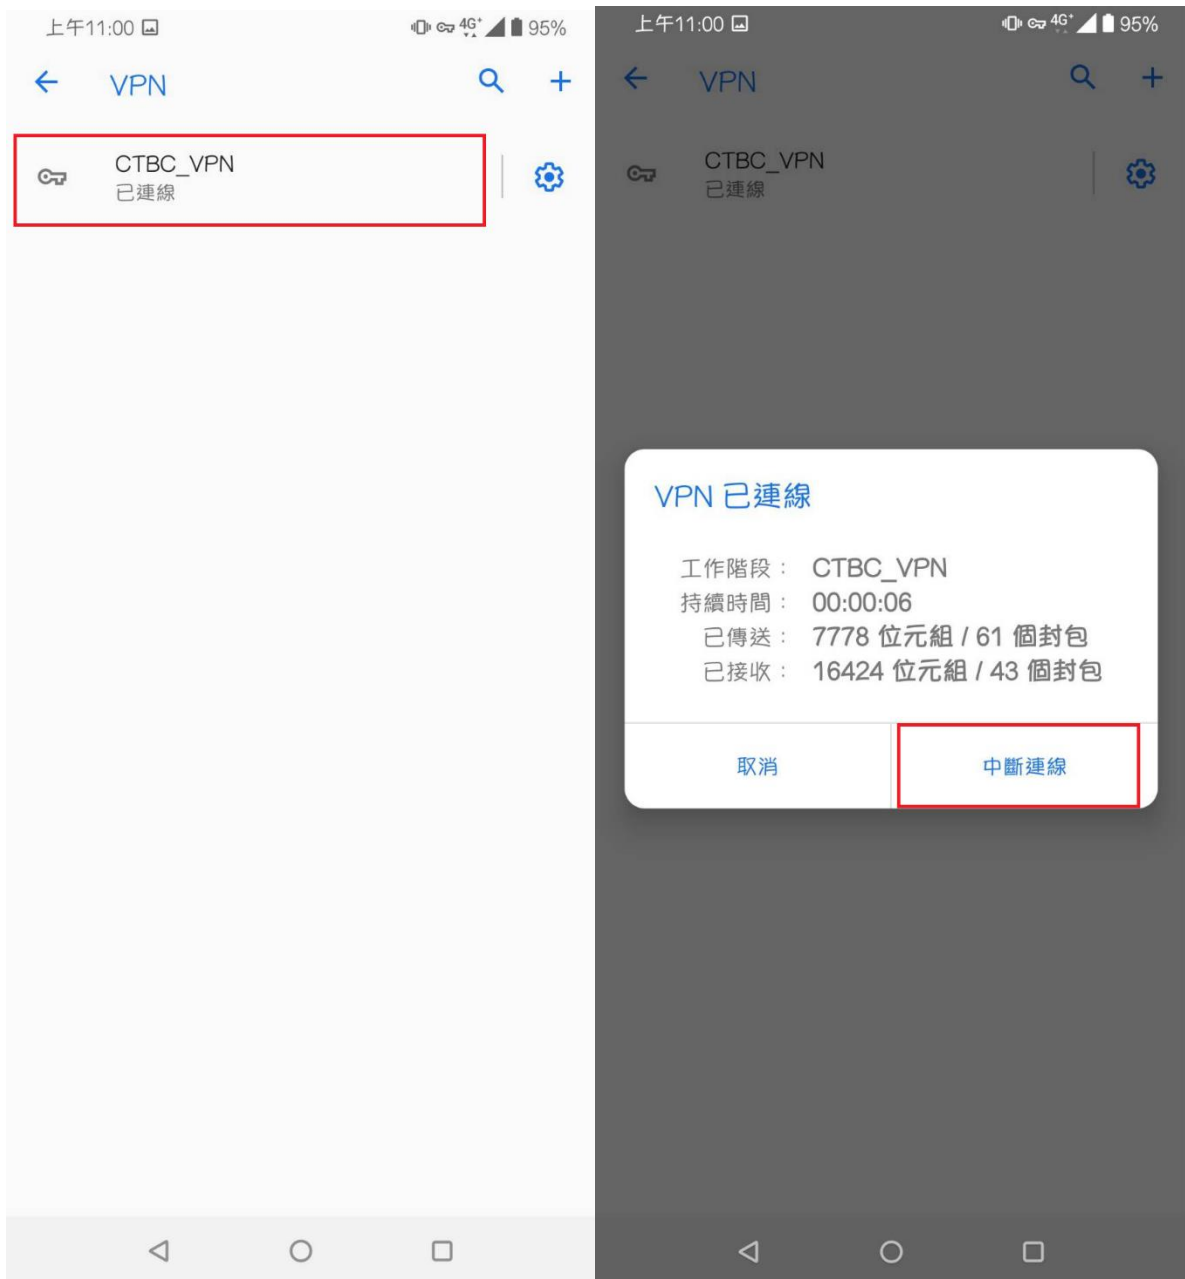 上午11:00
4G+ 95%
VPN
CTBC_VPN
已連線
上午11:00
4G+ 95%
VPN
CTBC_VPN
已連線
VPN 已連線
工作階段： CTBC_VPN
持續時間： 00:00:06
已傳送： 7778 位元組 / 61 個封包
已接收： 16424 位元組 / 43 個封包
取消 中斷連線